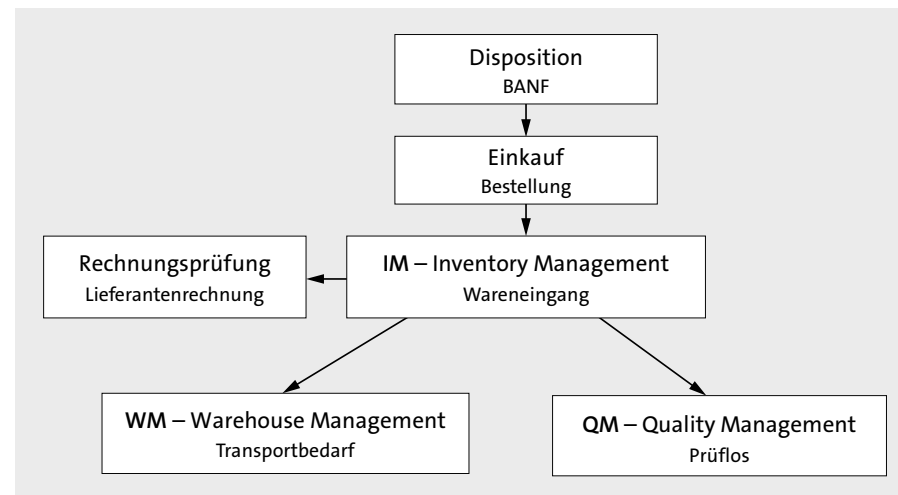 Disposition
BANF
Einkauf
Bestellung
Rechnungsprüfung
Lieferantenrechnung
IM – Inventory Management
Wareneingang
WM – Warehouse Management
Transportbedarf
QM – Quality Management
Prüflos